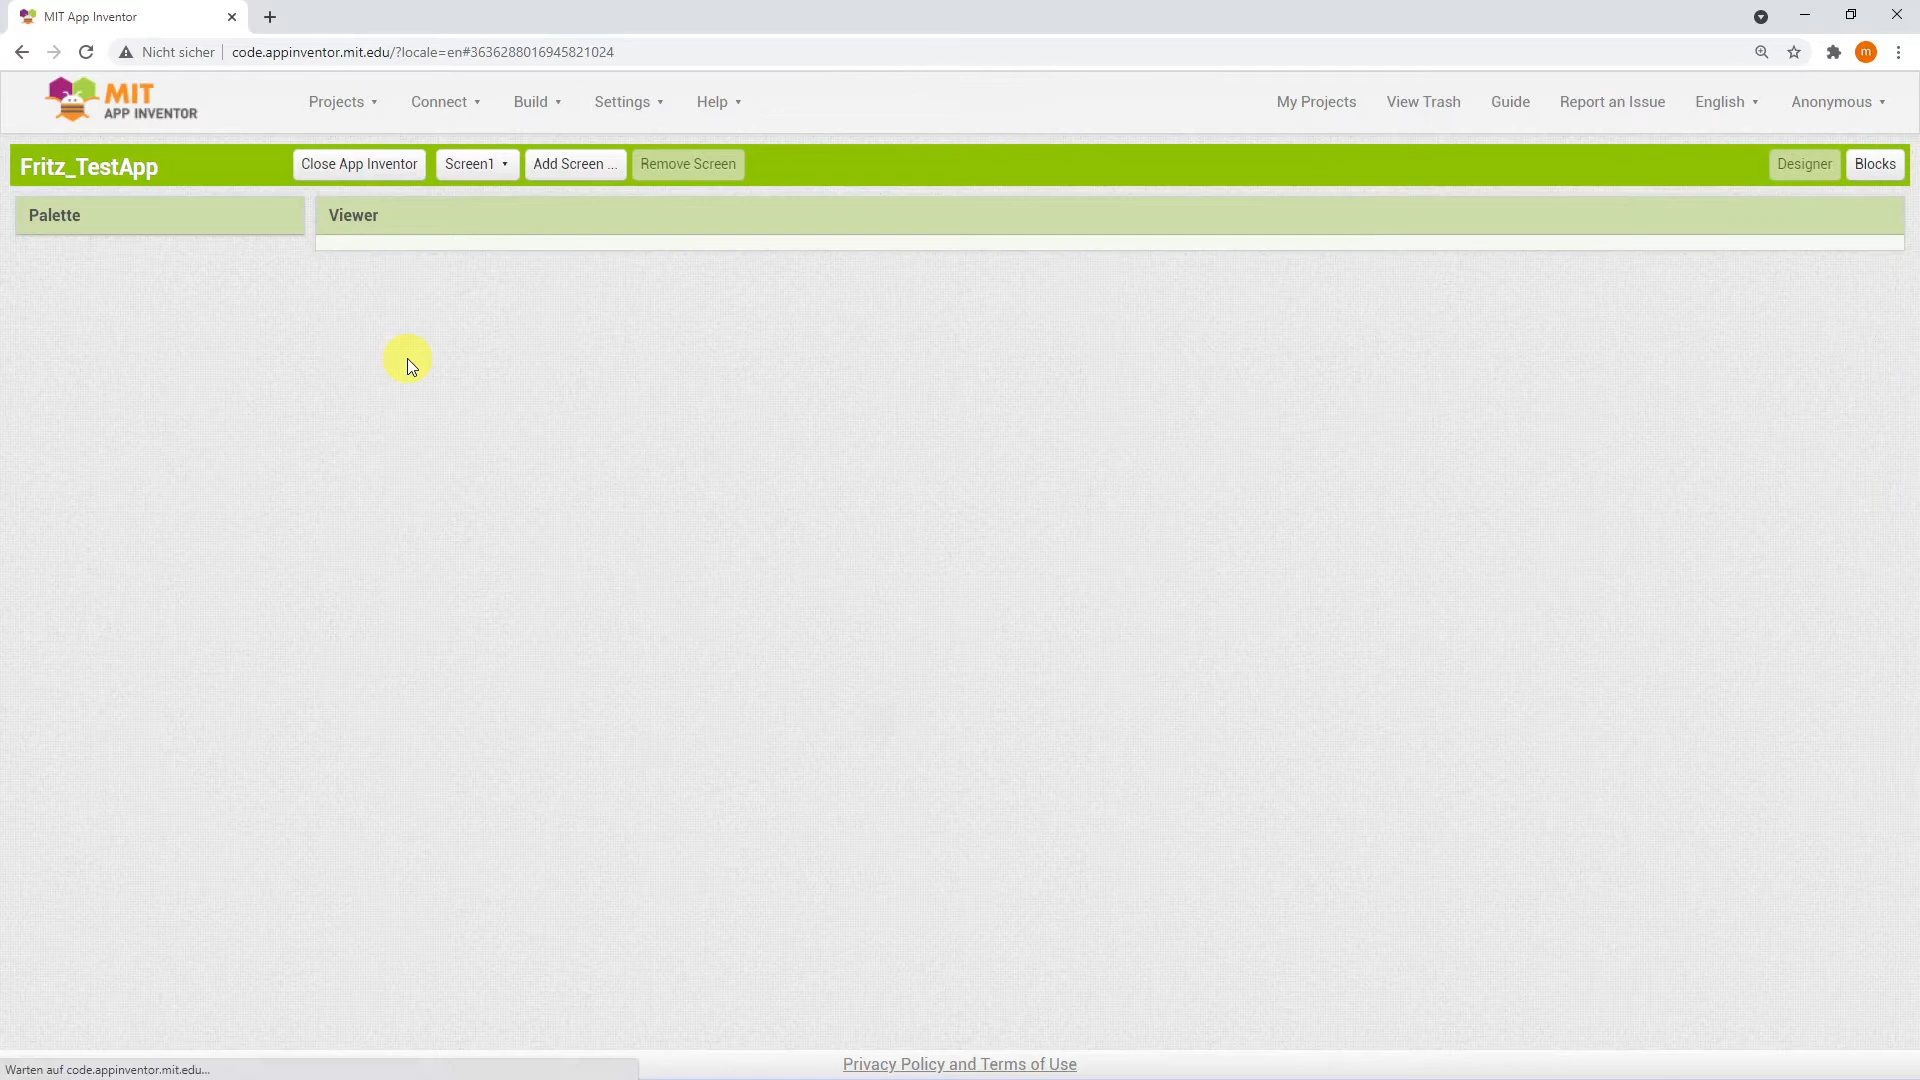 MIT App Inventor
Nicht sicher code.appinventor.mit.edu/?locale=en#3636288016945821024
m
MIT
APP INVENTOR
Projects Connect Build Settings Help My Projects View Trash Guide Report an Issue English Anonymous
Fritz_TestApp Close App Inventor Screen1 Add Screen ... Remove Screen Designer Blocks
Palette Viewer
Privacy Policy and Terms of Use
Warten auf code.appinventor.mit.edu...